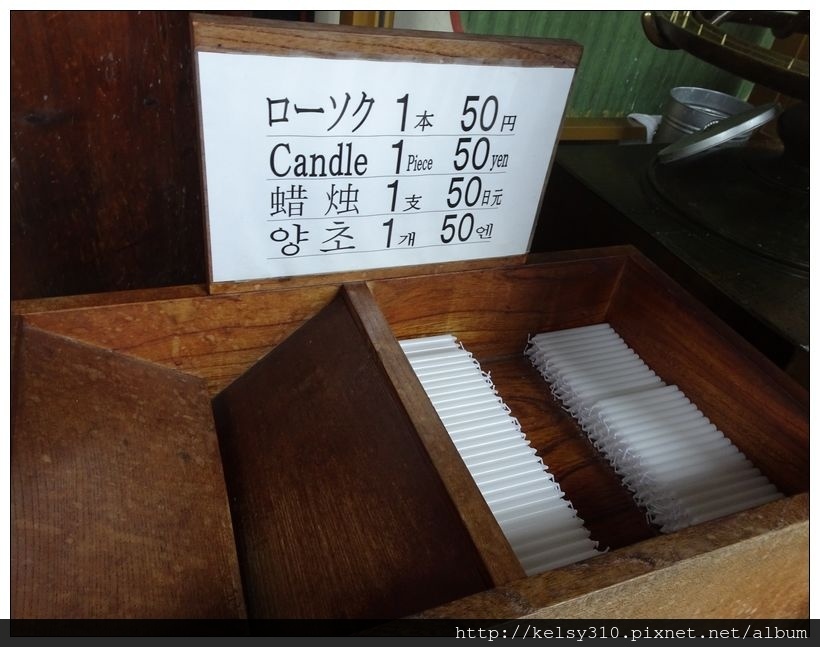 ローソク 1本 50円
Candle 1Piece 50yen
蜡烛 1支 50日元
양초 1개 50엔
http://kelsy310.pixnet.net/album